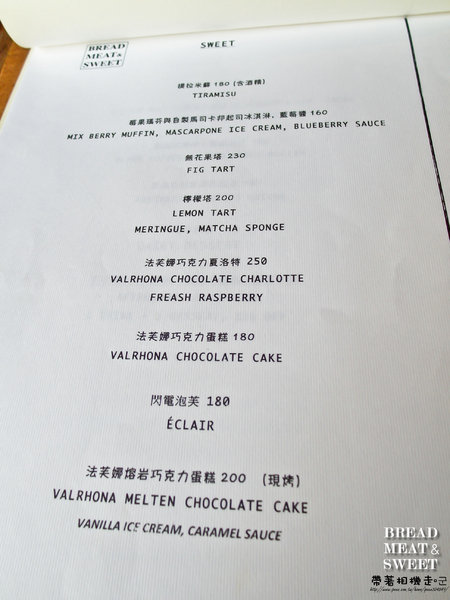 BREAD
MEAT &
SWEET
SWEET
提拉米蘇 180 (含酒精)
TIRAMISU
莓果瑪芬與自製馬司卡邦起司冰淇淋, 藍莓醬 160
MIX BERRY MUFFIN, MASCARPONE ICE CREAM, BLUEBERRY SAUCE
無花果塔 230
FIG TART
檸檬塔 200
LEMON TART
MERINGUE, MATCHA SPONGE
法芙娜巧克力夏洛特 250
VALRHONA CHOCOLATE CHARLOTTE
FREASH RASPBERRY
法芙娜巧克力蛋糕 180
VALRHONA CHOCOLATE CAKE
閃電泡芙 180
ÉCLAIR
法芙娜熔岩巧克力蛋糕 200 (現烤)
VALRHONA MELTEN CHOCOLATE CAKE
VANILLA ICE CREAM, CARAMEL SAUCE
BREAD
MEAT &
SWEET
帶著相機走